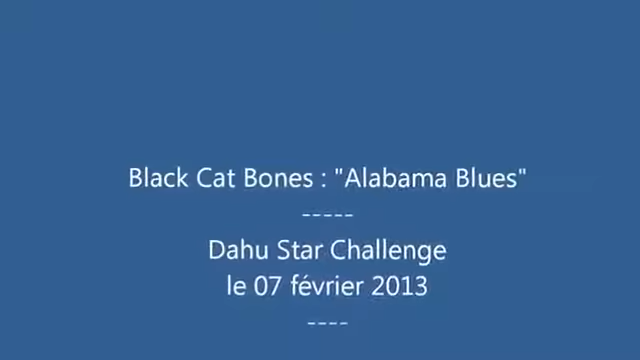 Black Cat Bones : "Alabama Blues"
-----
Dahu Star Challenge
le 07 février 2013
----